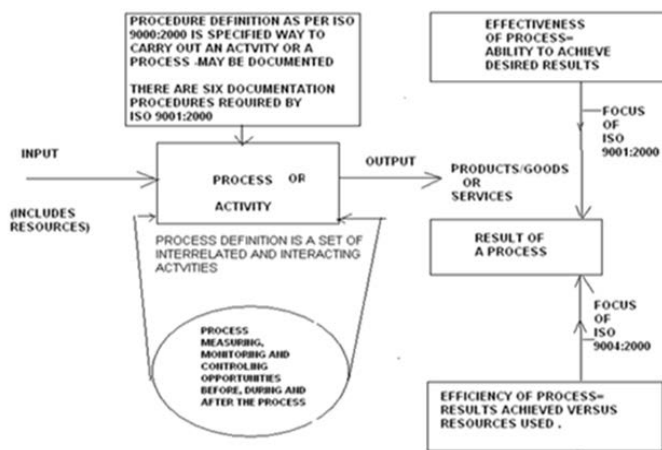 PROCEDURE DEFINITION AS PER ISO
9000:2000 IS SPECIFIED WAY TO
CARRY OUT AN ACTVITY OR A
PROCESS -MAY BE DOCUMENTED
THERE ARE SIX DOCUMENTATION
PROCEDURES REQUIRED BY
ISO 9001:2000
EFFECTIVENESS
OF PROCESS=
ABILITY TO ACHIEVE
DESIRED RESULTS
FOCUS
OF
ISO
9001:2000
INPUT
(INCLUDES
RESOURCES)
PROCESS OR
ACTIVITY
OUTPUT
PRODUCTS/GOODS
OR
SERVICES
PROCESS DEFINITION IS A SET OF
INTERRELATED AND INTERACTING
ACTVITIES
RESULT OF
A PROCESS
PROCESS
MEASURING,
MONITORING AND
CONTROLING
OPPORTUNITIES
BEFORE, DURING AND
AFTER THE PROCESS
FOCUS
OF
ISO
9004:2000
EFFICIENCY OF PROCESS=
RESULTS ACHIEVED VERSUS
RESOURCES USED .